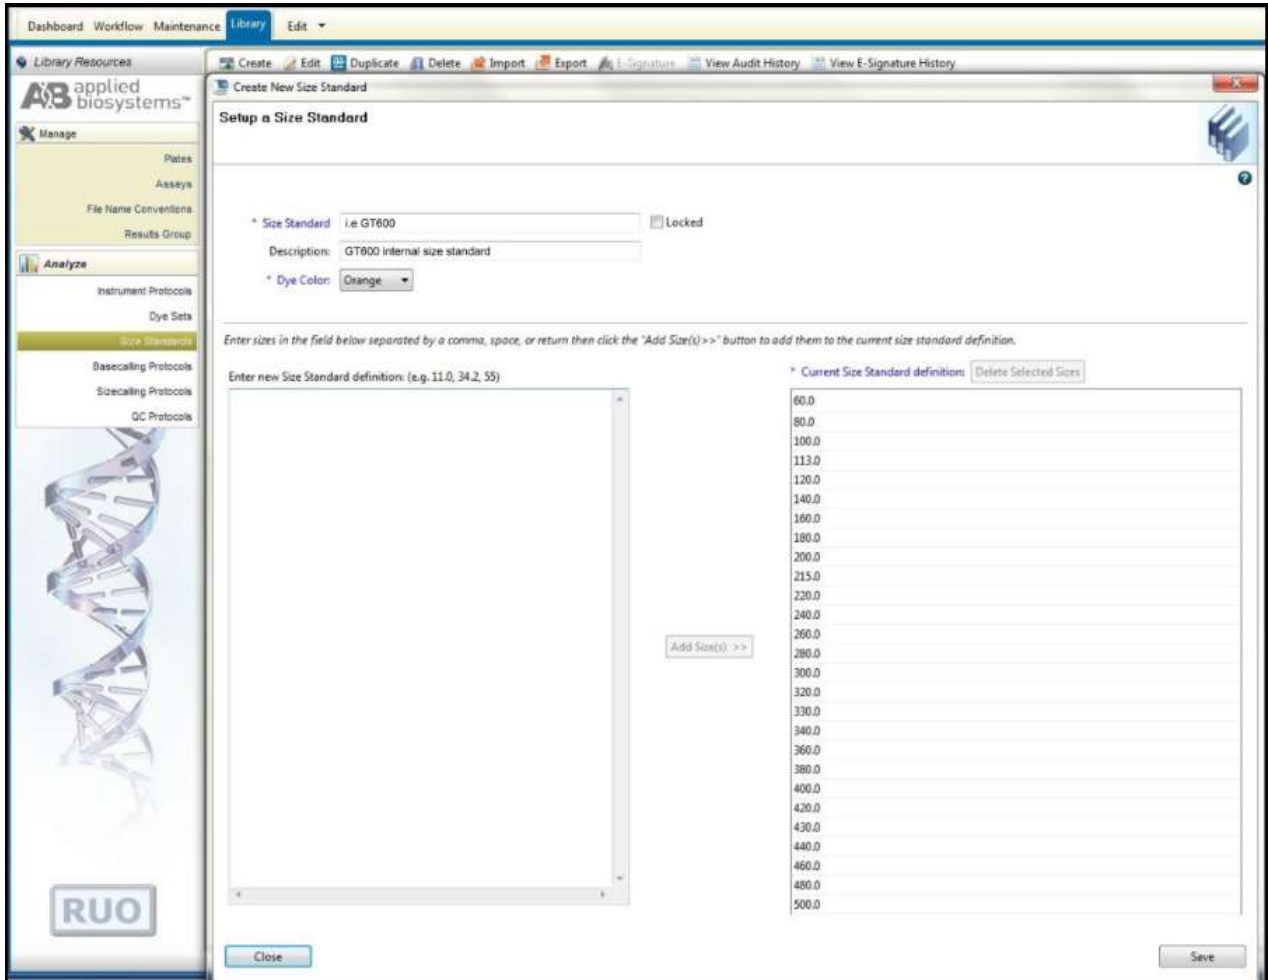 Dashboard Workflow Maintenance Library Edit
Library Resources
Create Edit Duplicate Delete Import Export E-Signature View Audit History View E-Signature History
AB applied biosystems™
Create New Size Standard
Setup a Size Standard
Manage
Plates
Assays
File Name Conventions
Results Group
Analyze
Instrument Protocols
Dye Sets
Size Standards
Basecalling Protocols
Sizecalling Protocols
QC Protocols
RUO
* Size Standard i.e GT600 Locked
Description: GT600 internal size standard
* Dye Color: Orange
Enter sizes in the field below separated by a comma, space, or return then click the "Add Size(s)>>" button to add them to the current size standard definition.
Enter new Size Standard definition: (e.g. 11.0, 34.2, 55)
Add Size(s) >>
* Current Size Standard definition: Delete Selected Sizes
60.0
80.0
100.0
113.0
120.0
140.0
160.0
180.0
200.0
215.0
220.0
240.0
260.0
280.0
300.0
320.0
330.0
340.0
360.0
380.0
400.0
420.0
430.0
440.0
460.0
480.0
500.0
Close
Save